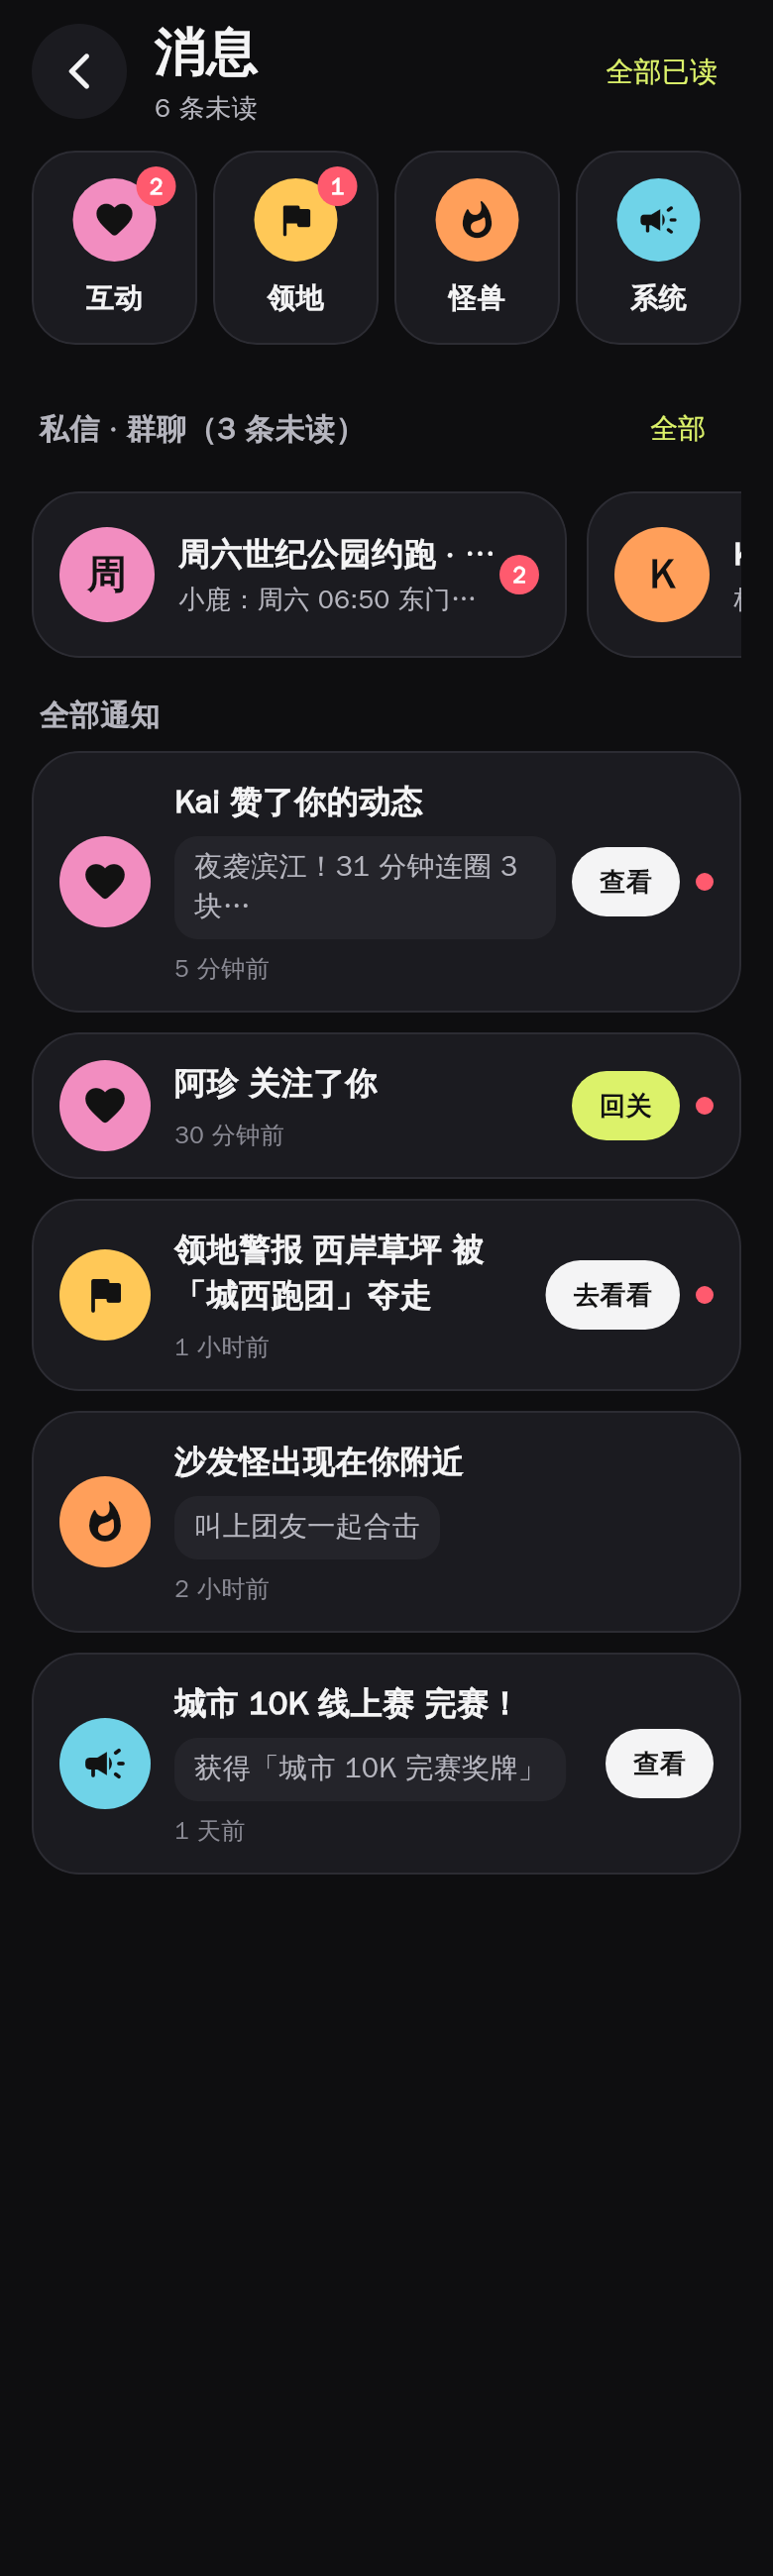 消息
6 条未读
全部已读
2
1
互动
领地
怪兽
系统
私信 · 群聊（3 条未读）
全部
周
周六世纪公园约跑 · …
小鹿：周六 06:50 东门…
2
K
全部通知
Kai 赞了你的动态
夜袭滨江！31 分钟连圈 3
块…
查看
5 分钟前
阿珍 关注了你
30 分钟前
回关
领地警报 西岸草坪 被
「城西跑团」夺走
1 小时前
去看看
沙发怪出现在你附近
叫上团友一起合击
2 小时前
城市 10K 线上赛 完赛！
获得「城市 10K 完赛奖牌」
1 天前
查看